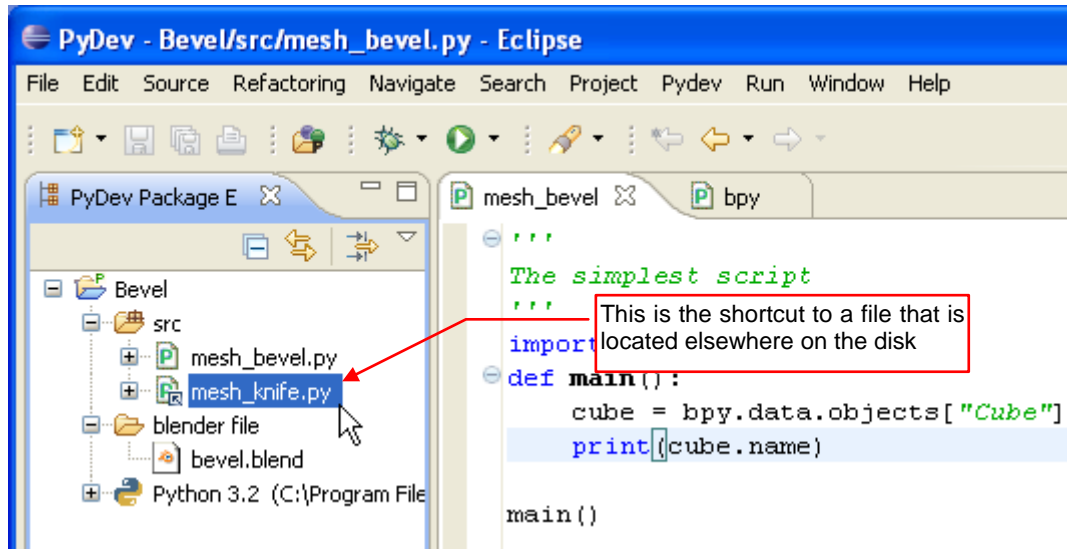 PyDev - Bevel/src/mesh_bevel.py - Eclipse
File Edit Source Refactoring Navigate Search Project Pydev Run Window Help
PyDev Package E
mesh_bevel
bpy
Bevel
src
mesh_bevel.py
mesh_knife.py
blender file
bevel.blend
Python 3.2 (C:\Program File
'''
The simplest script
'''
import
def main():
cube = bpy.data.objects["Cube"]
print(cube.name)
main()
This is the shortcut to a file that is
located elsewhere on the disk